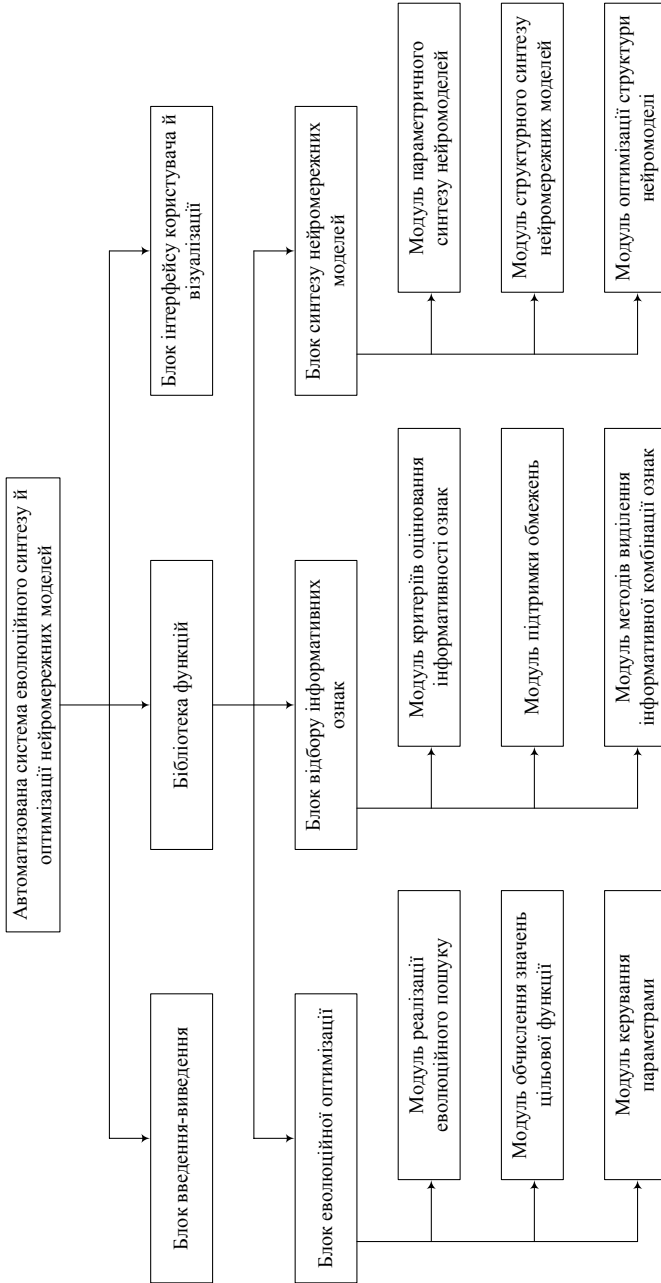 Автоматизована система еволюційного синтезу й
оптимізації нейромережних моделей
Блок введення-виведення
Бібліотека функцій
Блок інтерфейсу користувача й
візуалізації
Блок еволюційної оптимізації
Блок відбору інформативних
ознак
Блок синтезу нейромережних
моделей
Модуль реалізації
еволюційного пошуку
Модуль обчислення значень
цільової функції
Модуль керування
параметрами
Модуль критеріїв оцінювання
інформативності ознак
Модуль підтримки обмежень
Модуль методів виділення
інформативної комбінації ознак
Модуль параметричного
синтезу нейромоделей
Модуль структурного синтезу
нейромережних моделей
Модуль оптимізації структури
нейромоделі